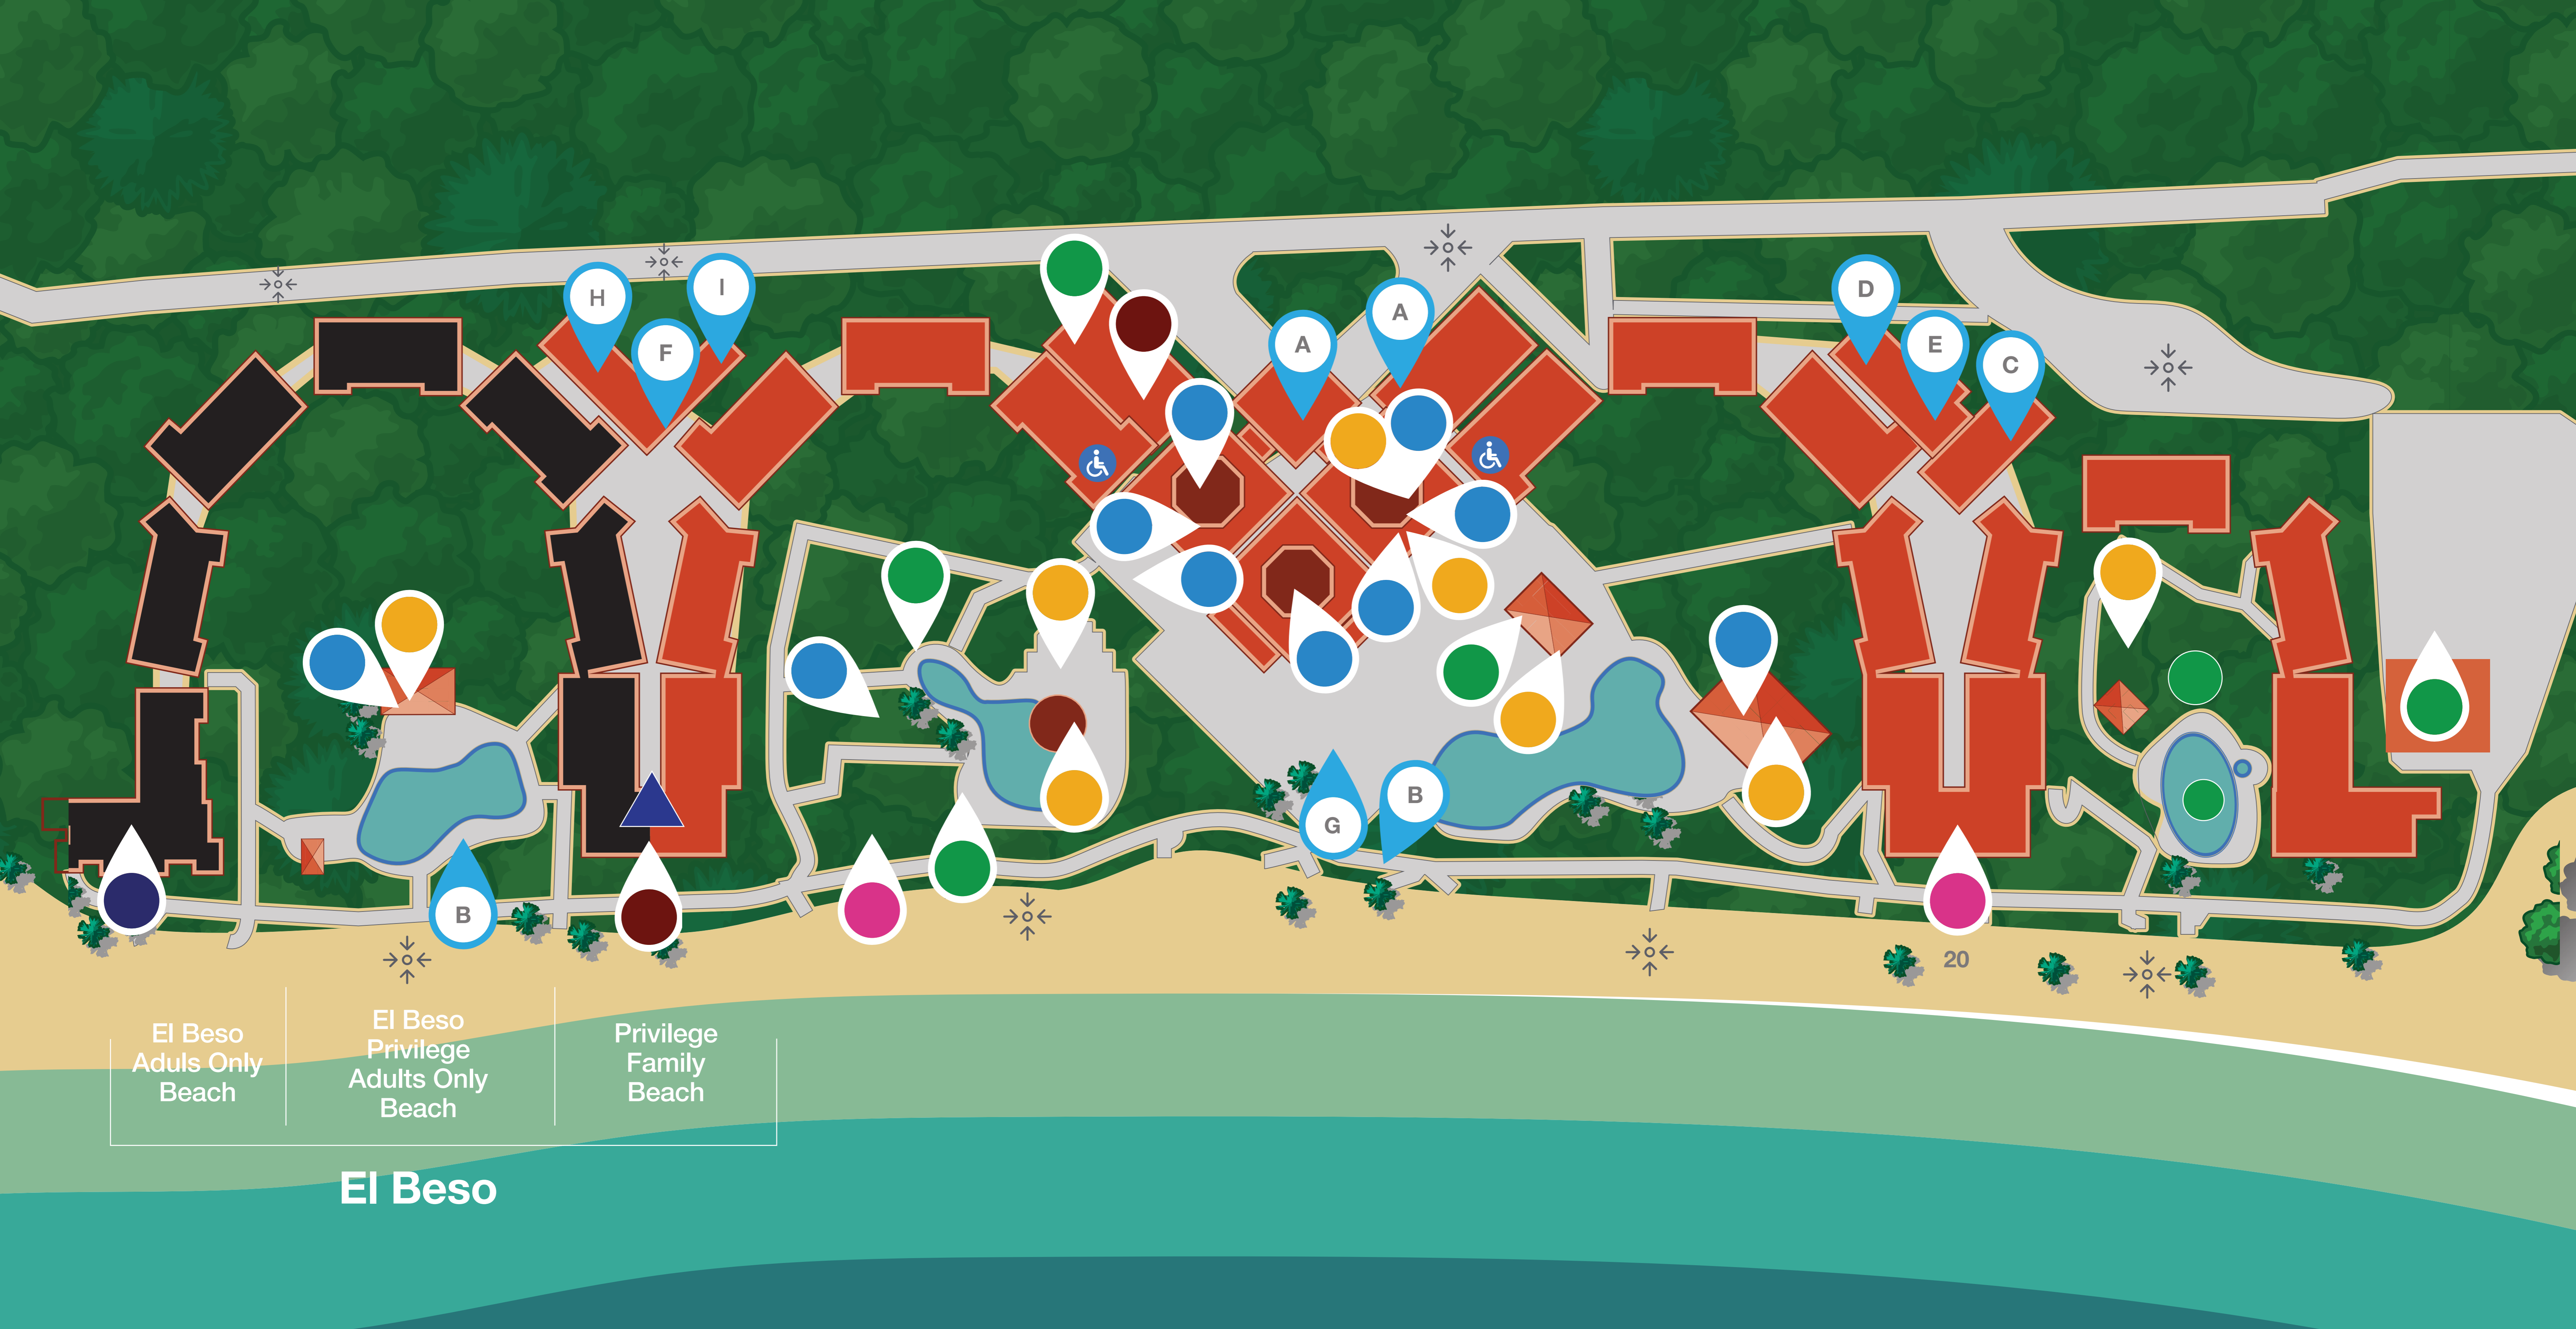 H
I
F
A
A
D
E
C
G
B
B
20
El Beso
Aduls Only
Beach
El Beso
Privilege
Adults Only
Beach
Privilege
Family
Beach
El Beso